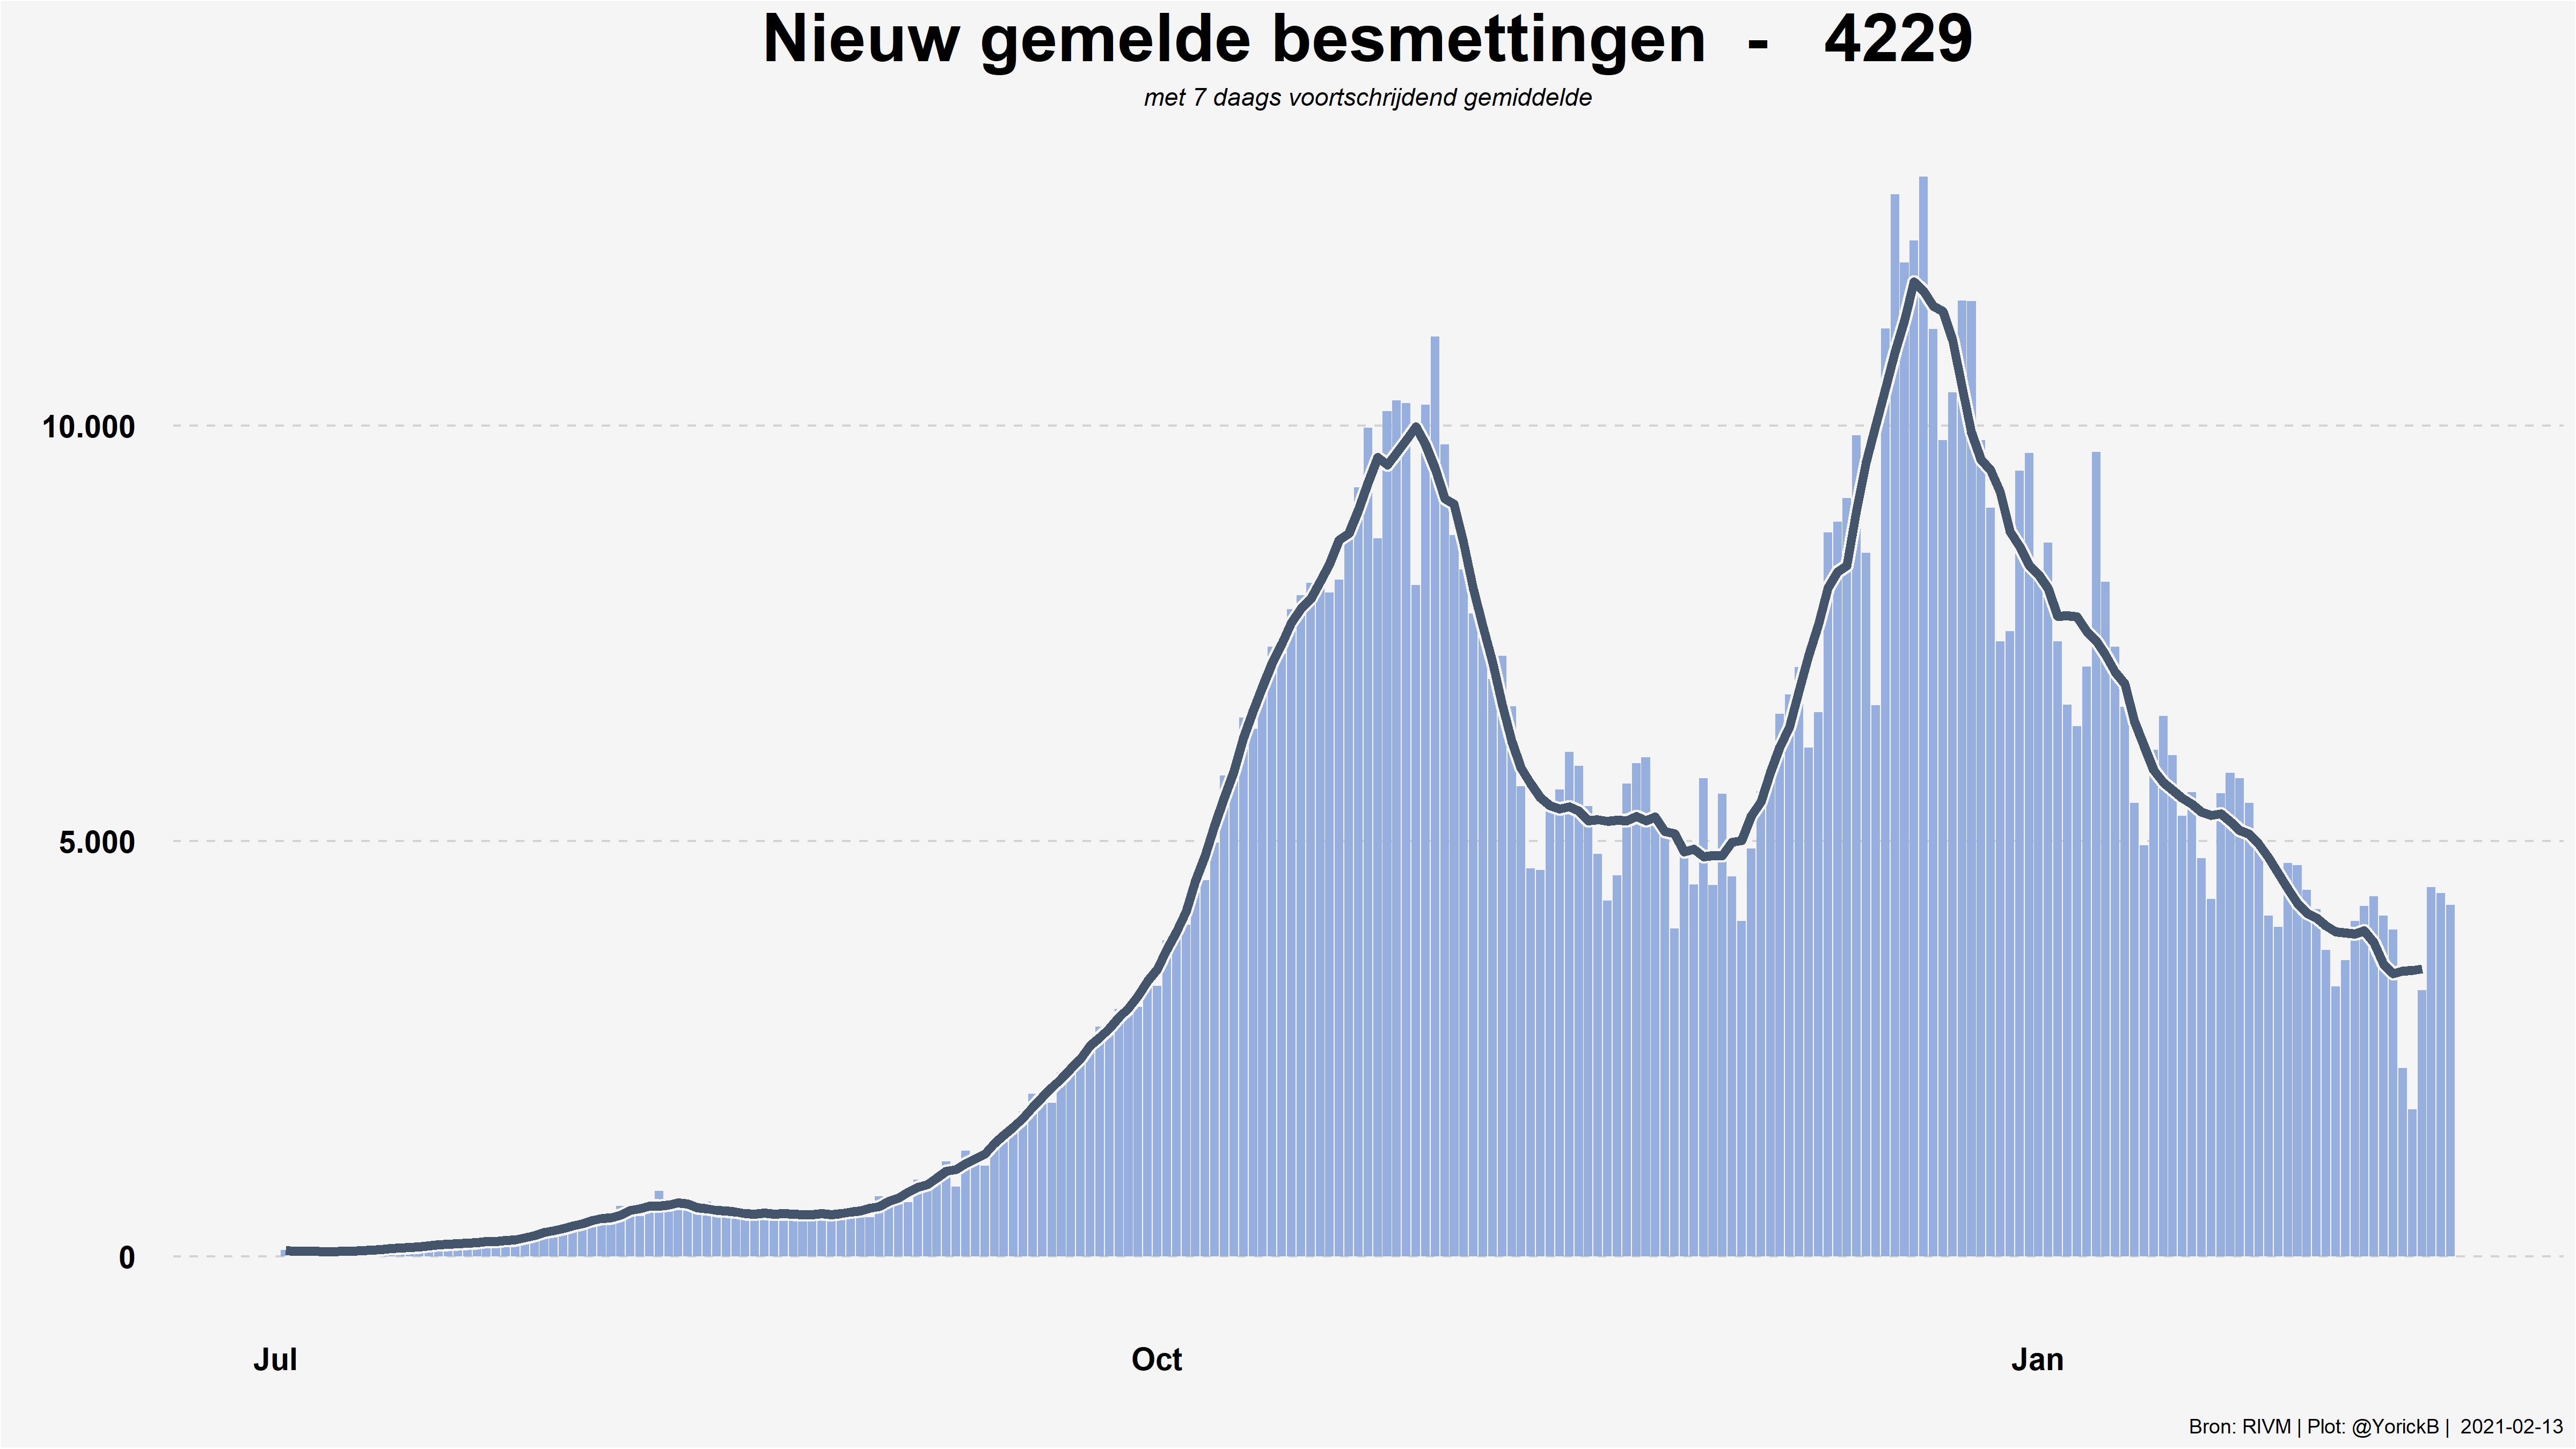 Nieuw gemelde besmettingen - 4229
met 7 daags voortschrijdend gemiddelde
10.000
5.000
0
Jul Oct Jan
Bron: RIVM | Plot: @YorickB | 2021-02-13